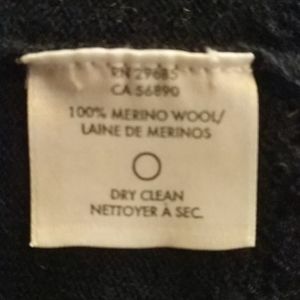 RN 29685
CA 56890
100% MERINO WOOL/
LAINE DE MERINOS
DRY CLEAN
NETTOYER À SEC.